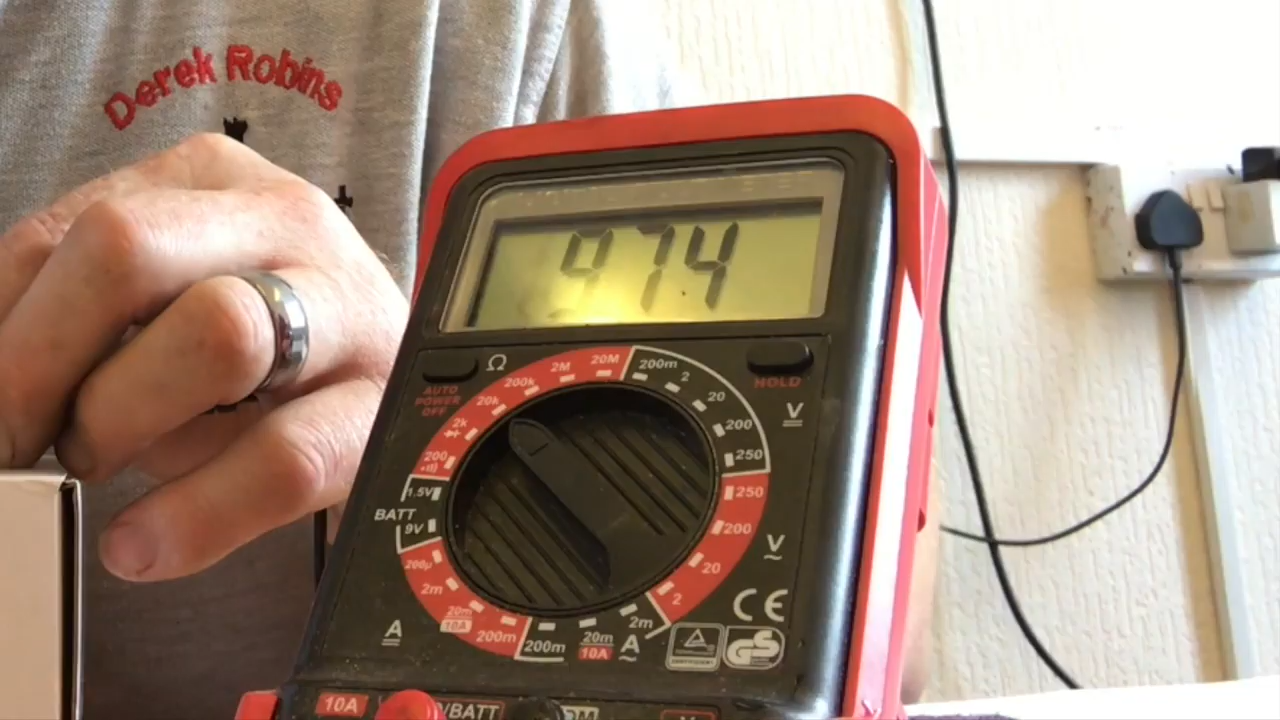 Derek Robins
974
Ω
AUTO
POWER
OFF
HOLD
200
2k
20k
200k
2M
20M
200m
2
20
200
250
V
250
200
20
2
V
2m
20m
10A
A
200m
200m
20m
10A
2m
200µ
A
BATT
1.5V
9V
CE
GS
10A
/BATT